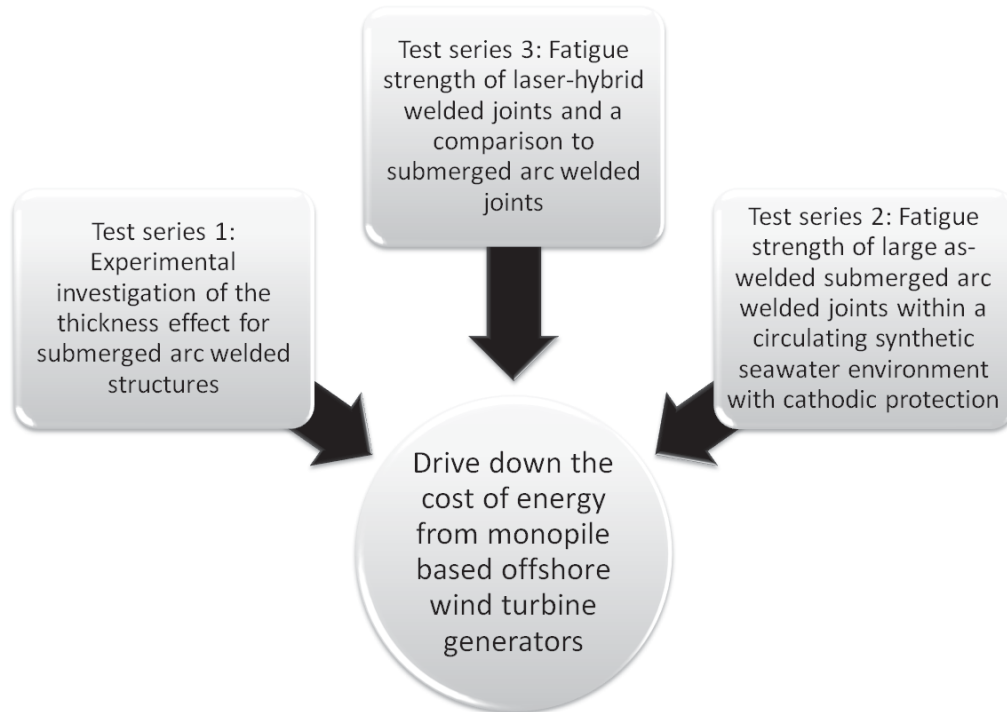 Test series 3: Fatigue
strength of laser-hybrid
welded joints and a
comparison to
submerged arc welded
joints
Test series 1:
Experimental
investigation of the
thickness effect for
submerged arc welded
structures
Test series 2: Fatigue
strength of large as-
welded submerged arc
welded joints within a
circulating synthetic
seawater environment
with cathodic protection
Drive down the
cost of energy
from monopile
based offshore
wind turbine
generators